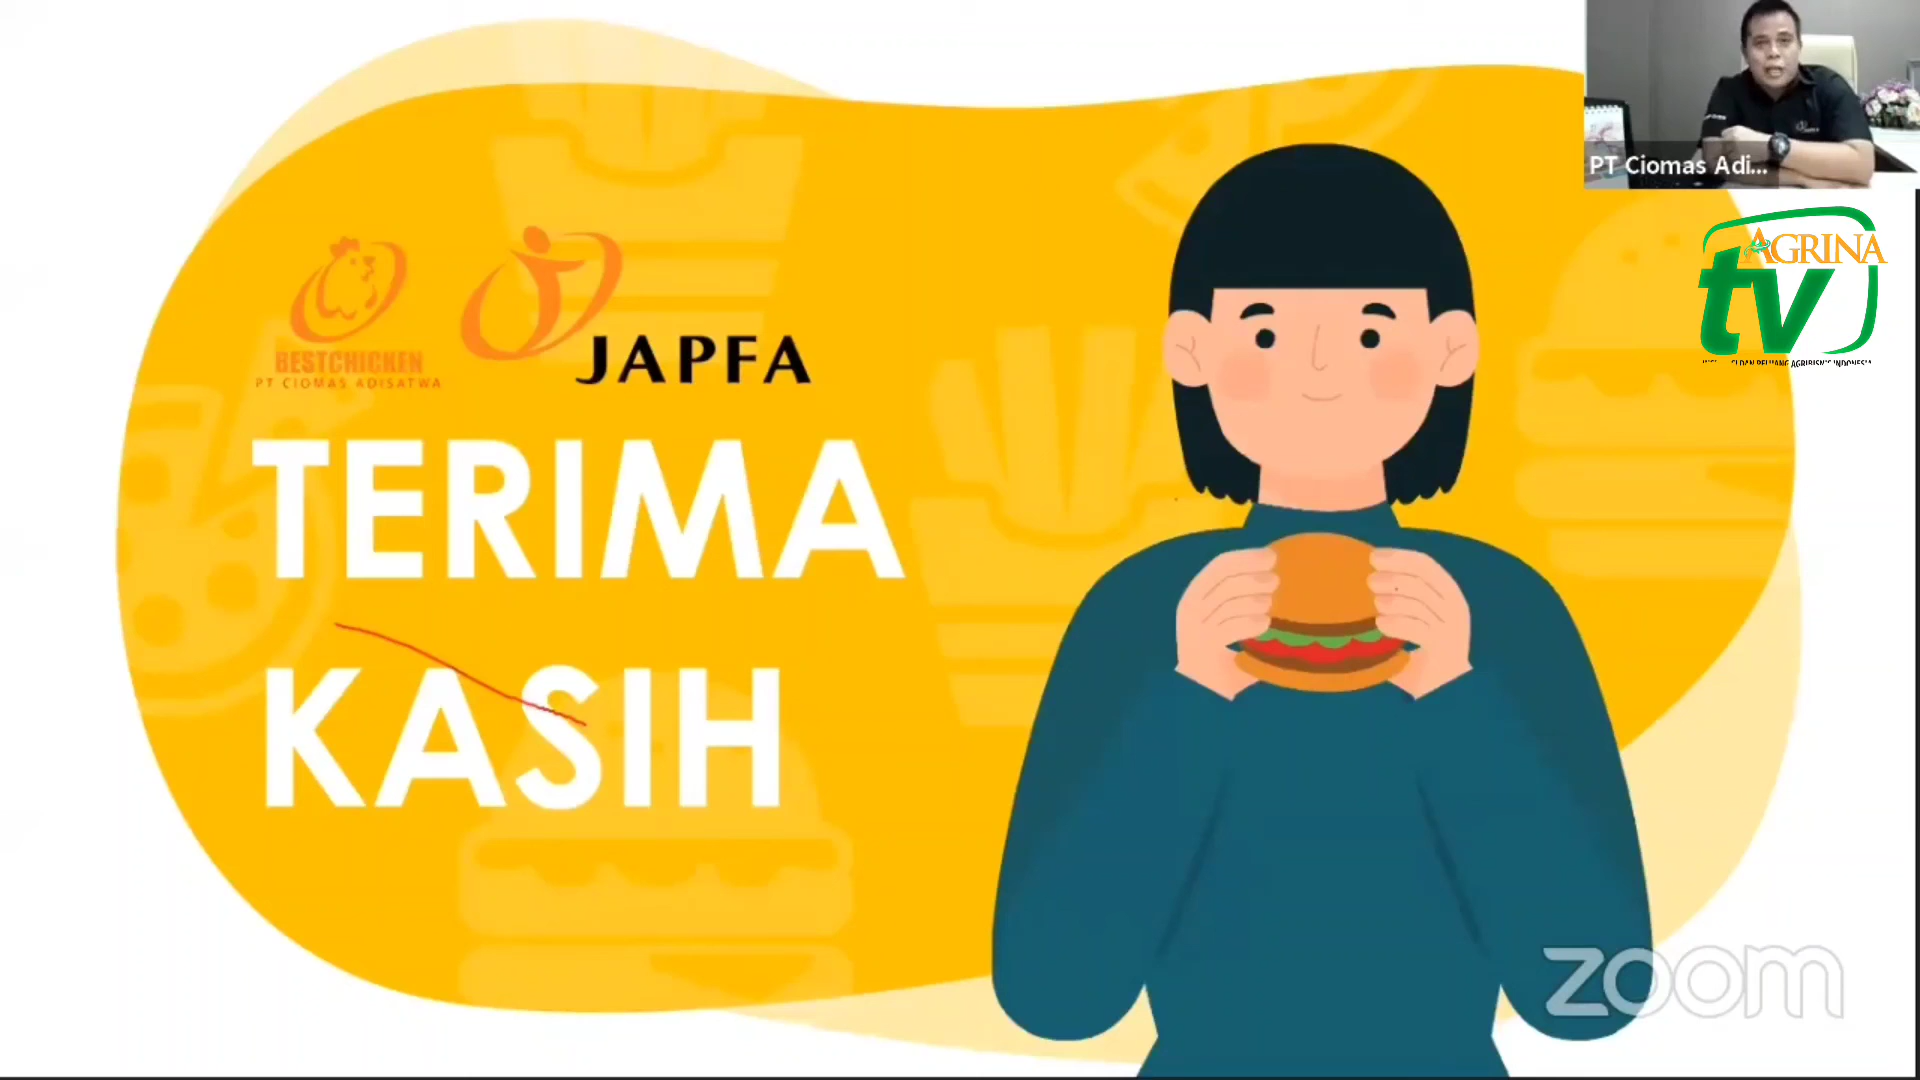 PT Ciomas Adi...
AGRINA
tv
BESTCHICKEN
PT CIOMAS ADISATWA
JAPFA
TERIMA
KASIH
zoom